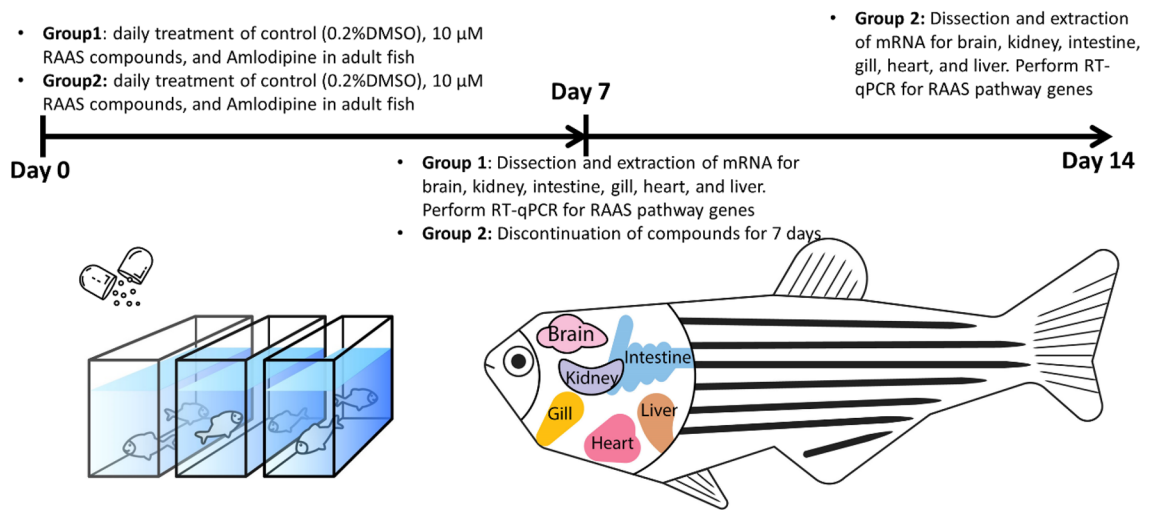 • Group1: daily treatment of control (0.2%DMSO), 10 µM
RAAS compounds, and Amlodipine in adult fish
• Group2: daily treatment of control (0.2%DMSO), 10 µM
RAAS compounds, and Amlodipine in adult fish
• Group 2: Dissection and extraction
of mRNA for brain, kidney, intestine,
gill, heart, and liver. Perform RT-
qPCR for RAAS pathway genes
Day 7
Day 0
Day 14
• Group 1: Dissection and extraction of mRNA for
brain, kidney, intestine, gill, heart, and liver.
Perform RT-qPCR for RAAS pathway genes
• Group 2: Discontinuation of compounds for 7 days
Brain
Intestine
Kidney
Gill
Liver
Heart